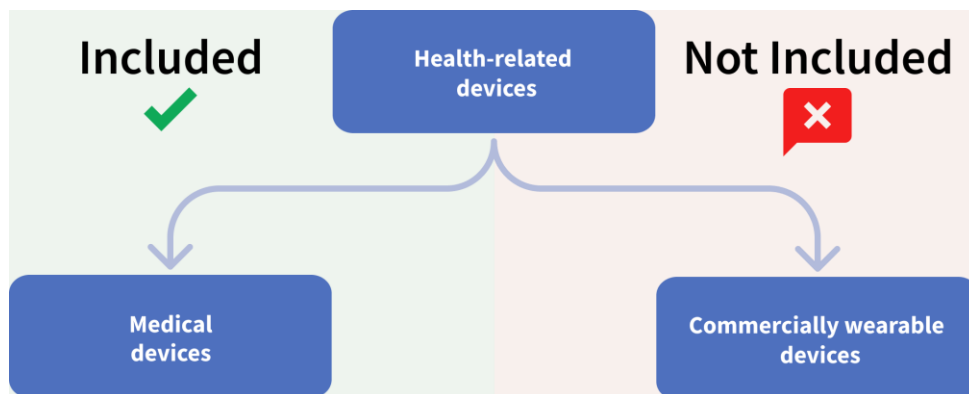 Included
Health-related
devices
Not Included
Medical
devices
Commercially wearable
devices